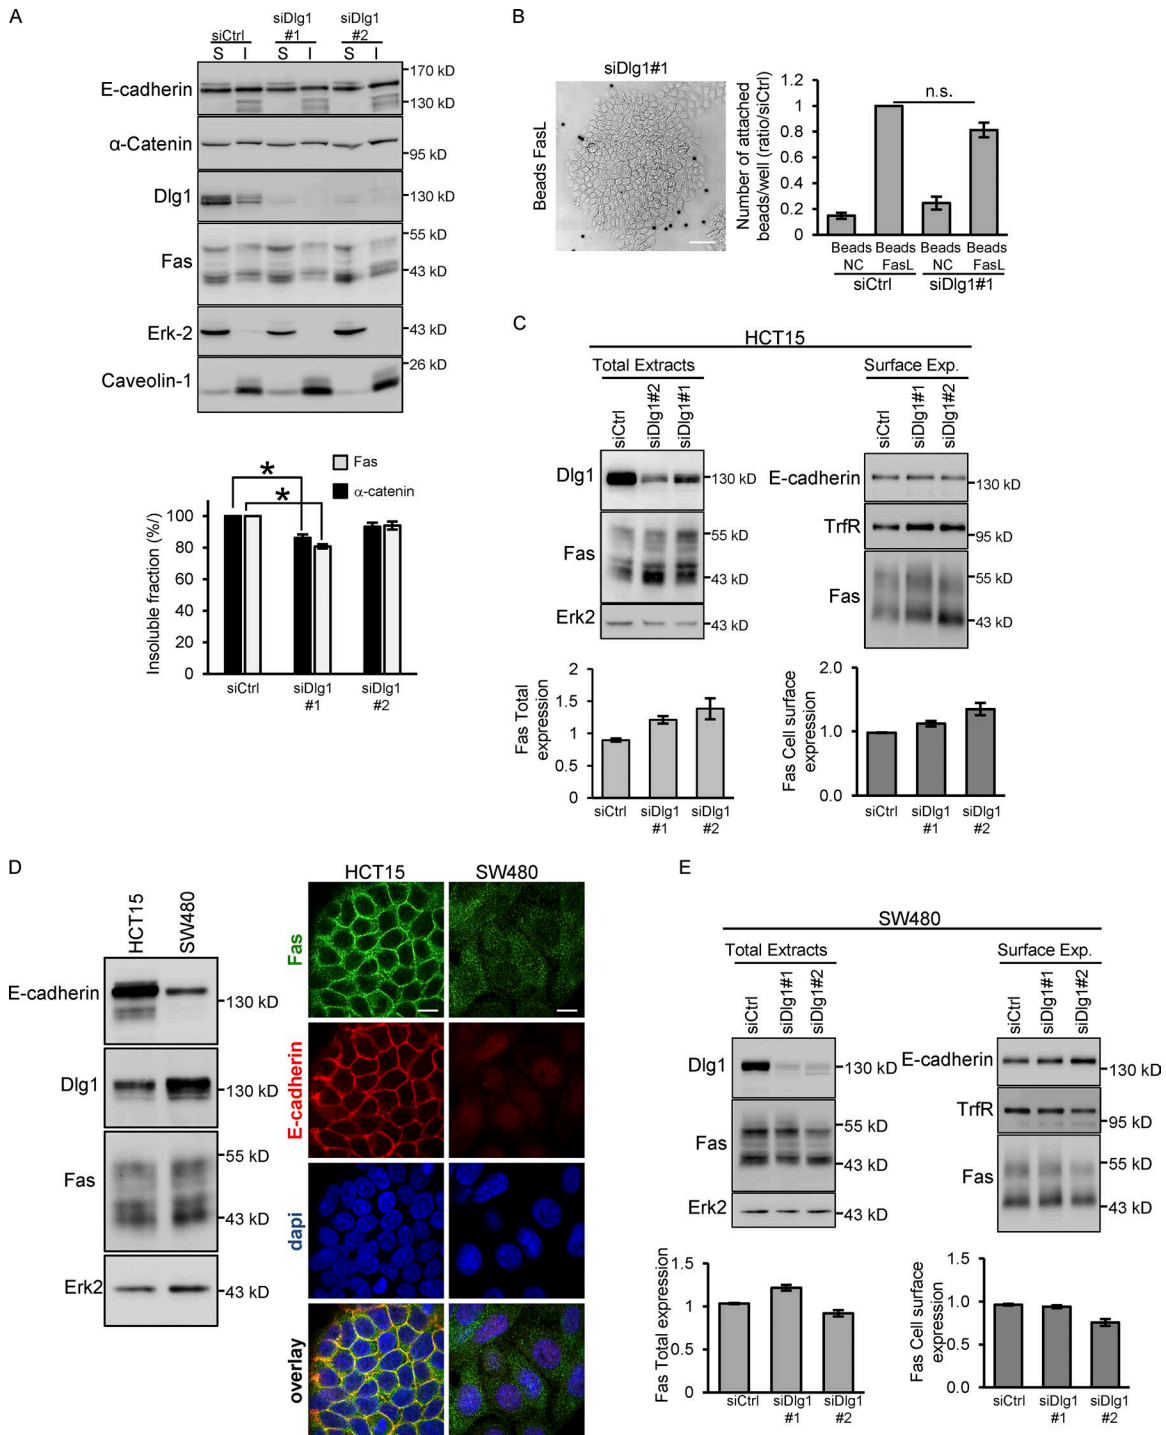 A
siCtrl
siDlg1
#1
siDlg1
#2
S I S I S I
E-cadherin
170 kD
130 kD
α-Catenin
95 kD
Dlg1
130 kD
Fas
55 kD
43 kD
Erk-2
43 kD
Caveolin-1
26 kD
Fas
α-catenin
*
*
Insoluble fraction (%/)
100
80
60
40
20
0
siCtrl
siDlg1
#1
siDlg1
#2
B
siDlg1#1
Beads FasL
Number of attached
beads/well (ratio/siCtrl)
1.2
1
0.8
0.6
0.4
0.2
0
n.s.
Beads Beads Beads Beads
NC FasL NC FasL
siCtrl siDlg1#1
C
HCT15
Total Extracts
siCtrl
siDlg1#2
siDlg1#1
Dlg1
130 kD
Fas
55 kD
43 kD
Erk2
43 kD
Surface Exp.
siCtrl
siDlg1#1
siDlg1#2
E-cadherin
130 kD
TrfR
95 kD
Fas
55 kD
43 kD
Fas Total
expression
2
1.5
1
0.5
0
siCtrl
siDlg1
#1
siDlg1
#2
Fas Cell surface
expression
2.0
1.0
0.0
siCtrl
siDlg1
#1
siDlg1
#2
D
HCT15
SW480
E-cadherin
130 kD
Dlg1
130 kD
Fas
55 kD
43 kD
Erk2
43 kD
HCT15 SW480
Fas
E-cadherin
dapi
overlay
E
SW480
Total Extracts
siCtrl
siDlg1#1
siDlg1#2
Dlg1
130 kD
Fas
55 kD
43 kD
Erk2
43 kD
Surface Exp.
siCtrl
siDlg1#1
siDlg1#2
E-cadherin
130 kD
TrfR
95 kD
Fas
55 kD
43 kD
Fas Total expression
1.5
1
0.5
0
siCtrl
siDlg1
#1
siDlg1
#2
Fas Cell surface
expression
1.5
1.0
0.0
siCtrl
siDlg1
#1
siDlg1
#2